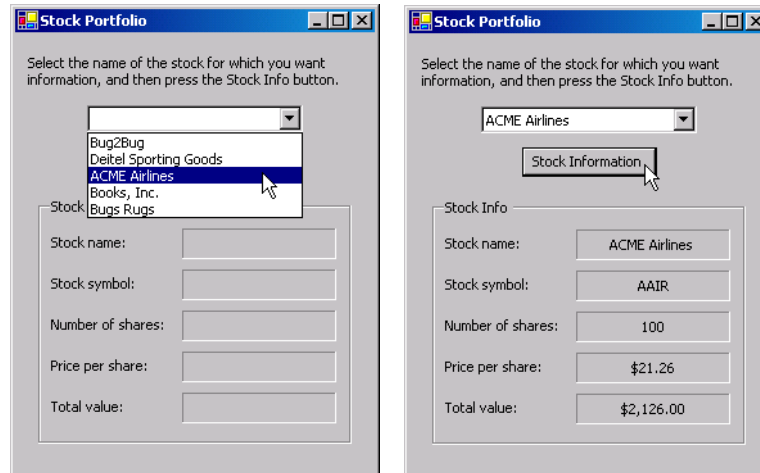 Stock Portfolio
Select the name of the stock for which you want
information, and then press the Stock Info button.
Bug2Bug
Deitel Sporting Goods
ACME Airlines
Books, Inc.
Bugs Rugs
Stock
Stock name:
Stock symbol:
Number of shares:
Price per share:
Total value:
Stock Portfolio
Select the name of the stock for which you want
information, and then press the Stock Info button.
ACME Airlines
Stock Information
Stock Info
Stock name: ACME Airlines
Stock symbol: AAIR
Number of shares: 100
Price per share: $21.26
Total value: $2,126.00